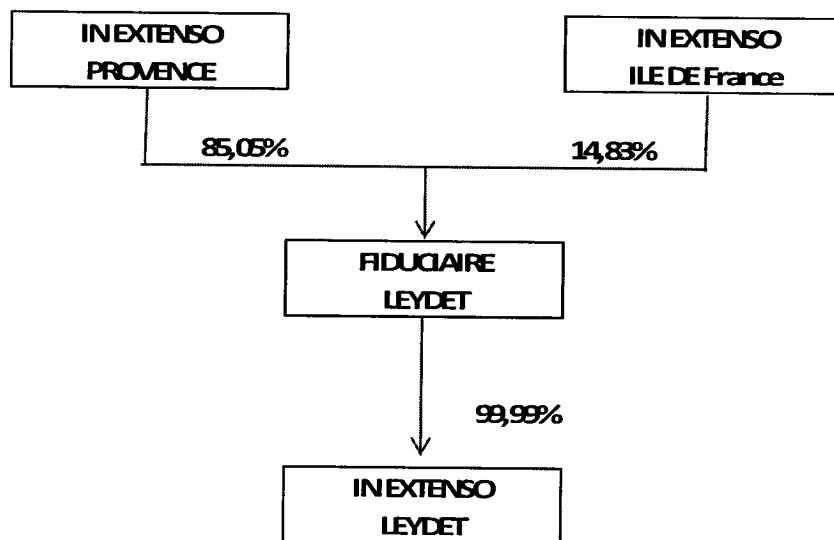 IN EXTENSO
PROVENCE
IN EXTENSO
ILE DE France
85,05%
14,83%
FIDUCIAIRE
LEYDET
99,99%
IN EXTENSO
LEYDET